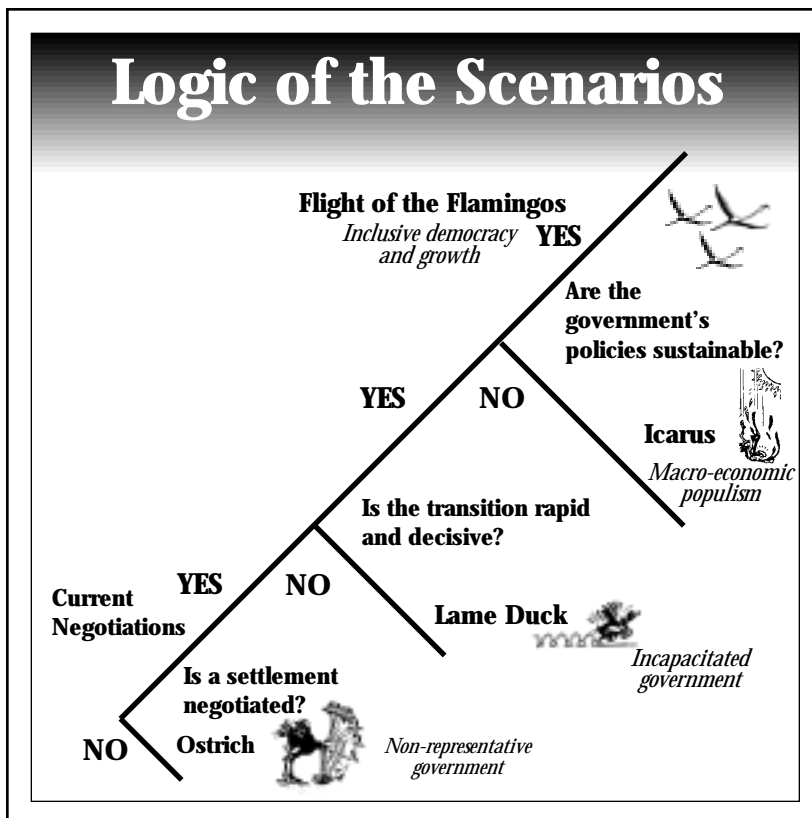 Logic of the Scenarios
Flight of the Flamingos
Inclusive democracy
and growth
YES
Are the
government's
policies sustainable?
YES
NO
Icarus
Macro-economic
populism
Is the transition rapid
and decisive?
YES
NO
Current
Negotiations
Lame Duck
Incapacitated
government
Is a settlement
negotiated?
NO
Ostrich
Non-representative
government